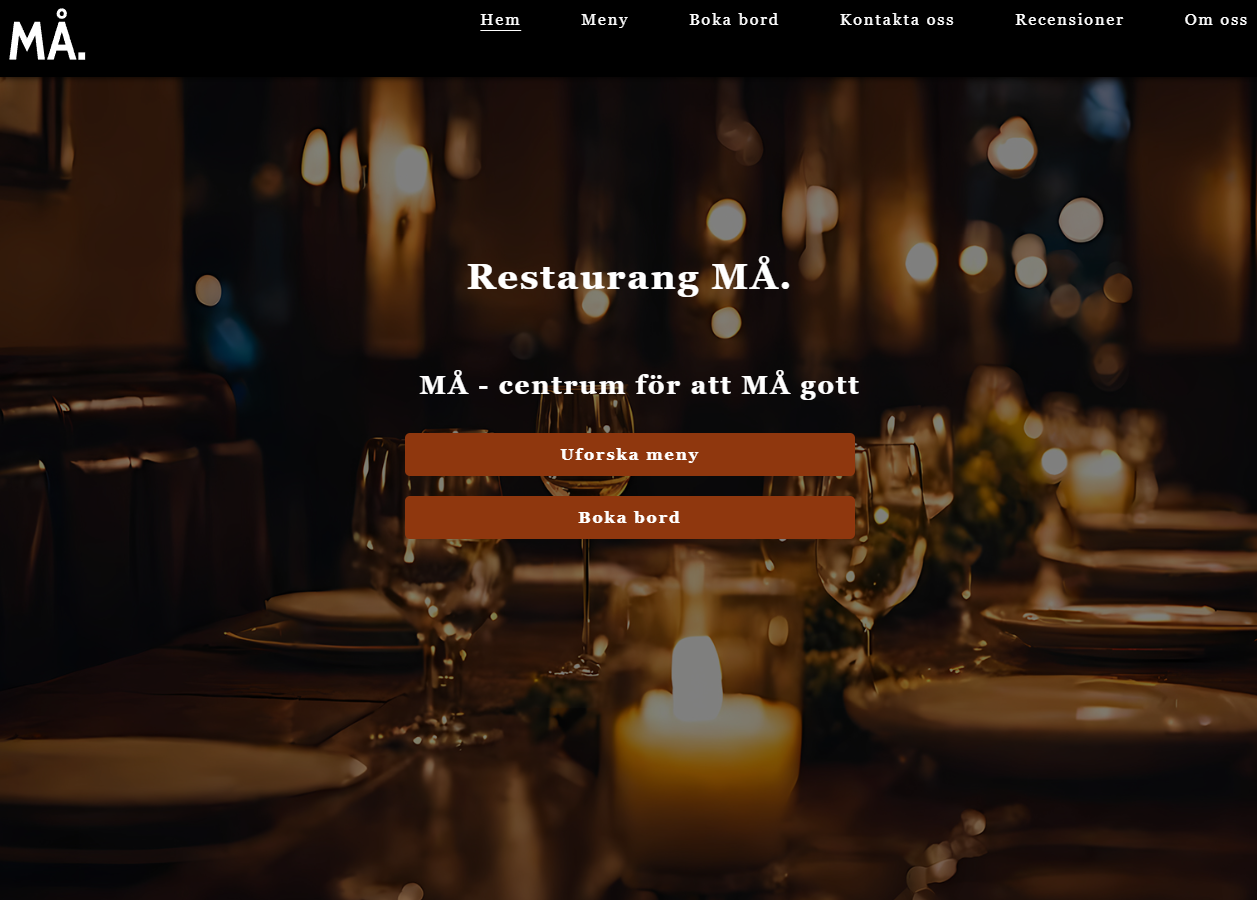 MÅ.
Hem Meny Boka bord Kontakta oss Recensioner Om oss
Restaurang MÅ.
MÅ - centrum för att MÅ gott
Uforska meny
Boka bord